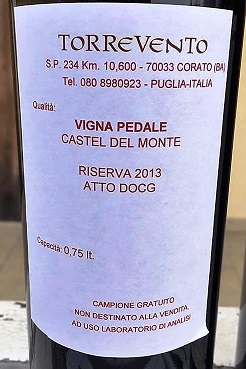 TORREVENTO
S.P. 234 Km. 10,600 - 70033 CORATO (BA)
Tel. 080 8980923 - PUGLIA-ITALIA
Qualità:
VIGNA PEDALE
CASTEL DEL MONTE
RISERVA 2013
ATTO DOCG
Capacità: 0,75 lt.
CAMPIONE GRATUITO
NON DESTINATO ALLA VENDITA,
AD USO LABORATORIO DI ANALISI